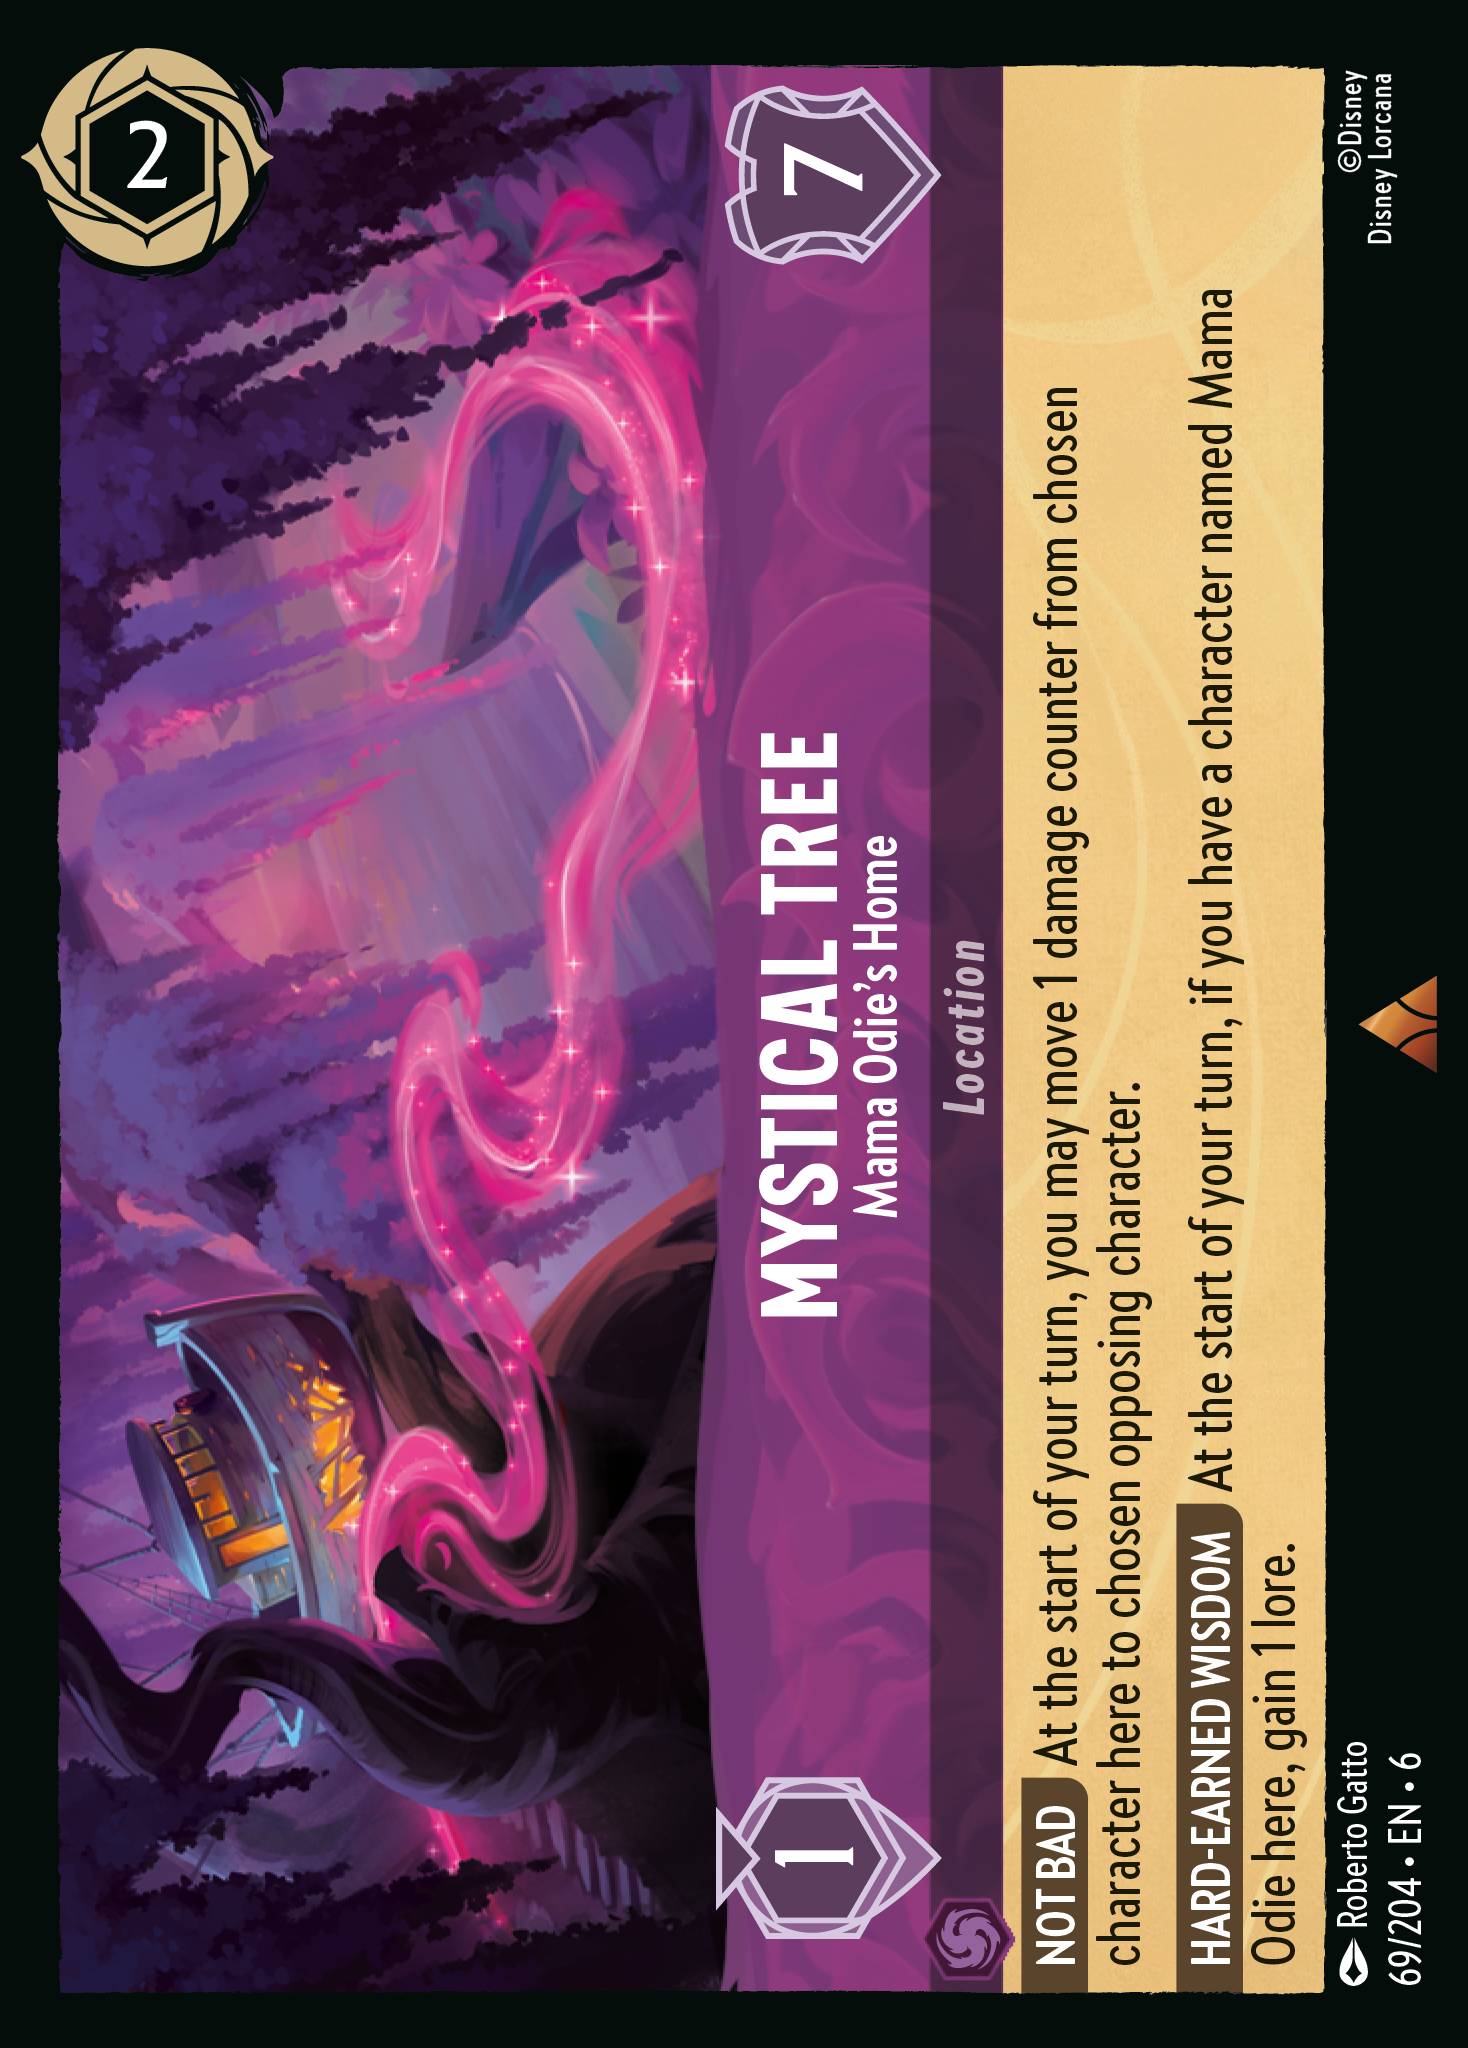 2
1
MYSTICAL TREE
7
Mama Odie's Home
Location
NOT BAD At the start of your turn, you may move 1 damage counter from chosen
character here to chosen opposing character.
HARD-EARNED WISDOM At the start of your turn, if you have a character named Mama
Odie here, gain 1 lore.
Roberto Gatto
69/204 • EN • 6
©Disney
Disney Lorcana